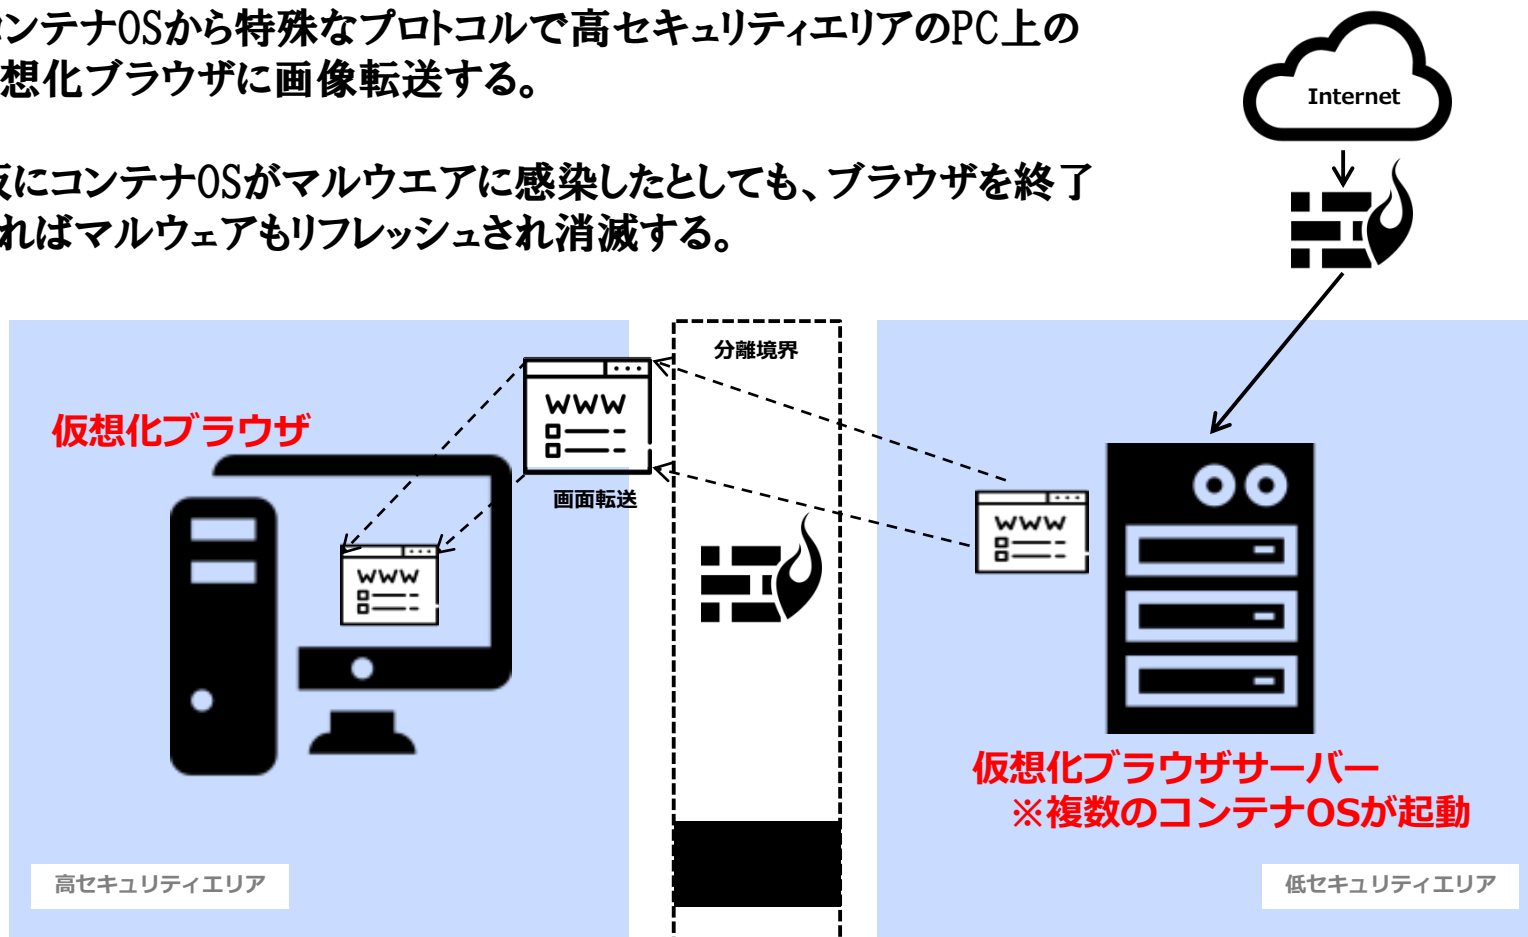 ンテナOSから特殊なプロトコルで高セキュリティエリアのPC上の
想化ブラウザに画像転送する。
にコンテナOSがマルウエアに感染したとしても、ブラウザを終了
ればマルウェアもリフレッシュされ消滅する。
Internet
分離境界
仮想化ブラウザ
WWW
画面転送
WWW
WWW
仮想化ブラウザサーバー
※複数のコンテナOSが起動
高セキュリティエリア
低セキュリティエリア